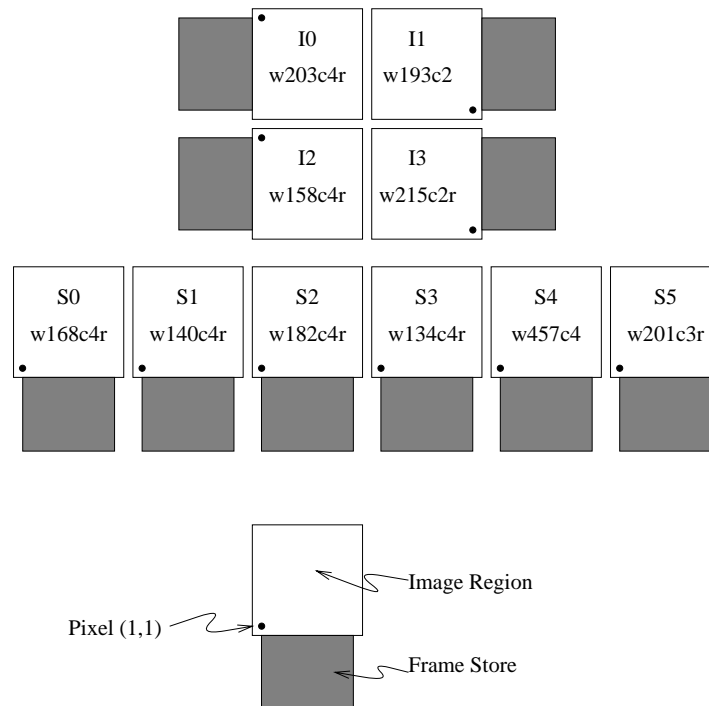 I0
w203c4r
I1
w193c2
I2
w158c4r
I3
w215c2r
S0
w168c4r
S1
w140c4r
S2
w182c4r
S3
w134c4r
S4
w457c4
S5
w201c3r
Image Region
Pixel (1,1)
Frame Store